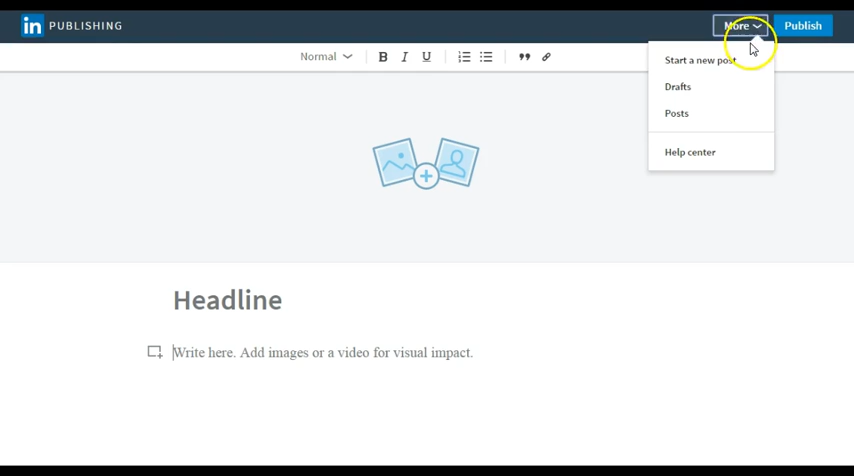 in PUBLISHING
More
Publish
Normal
B I U
Start a new post
Drafts
Posts
Help center
Headline
Write here. Add images or a video for visual impact.